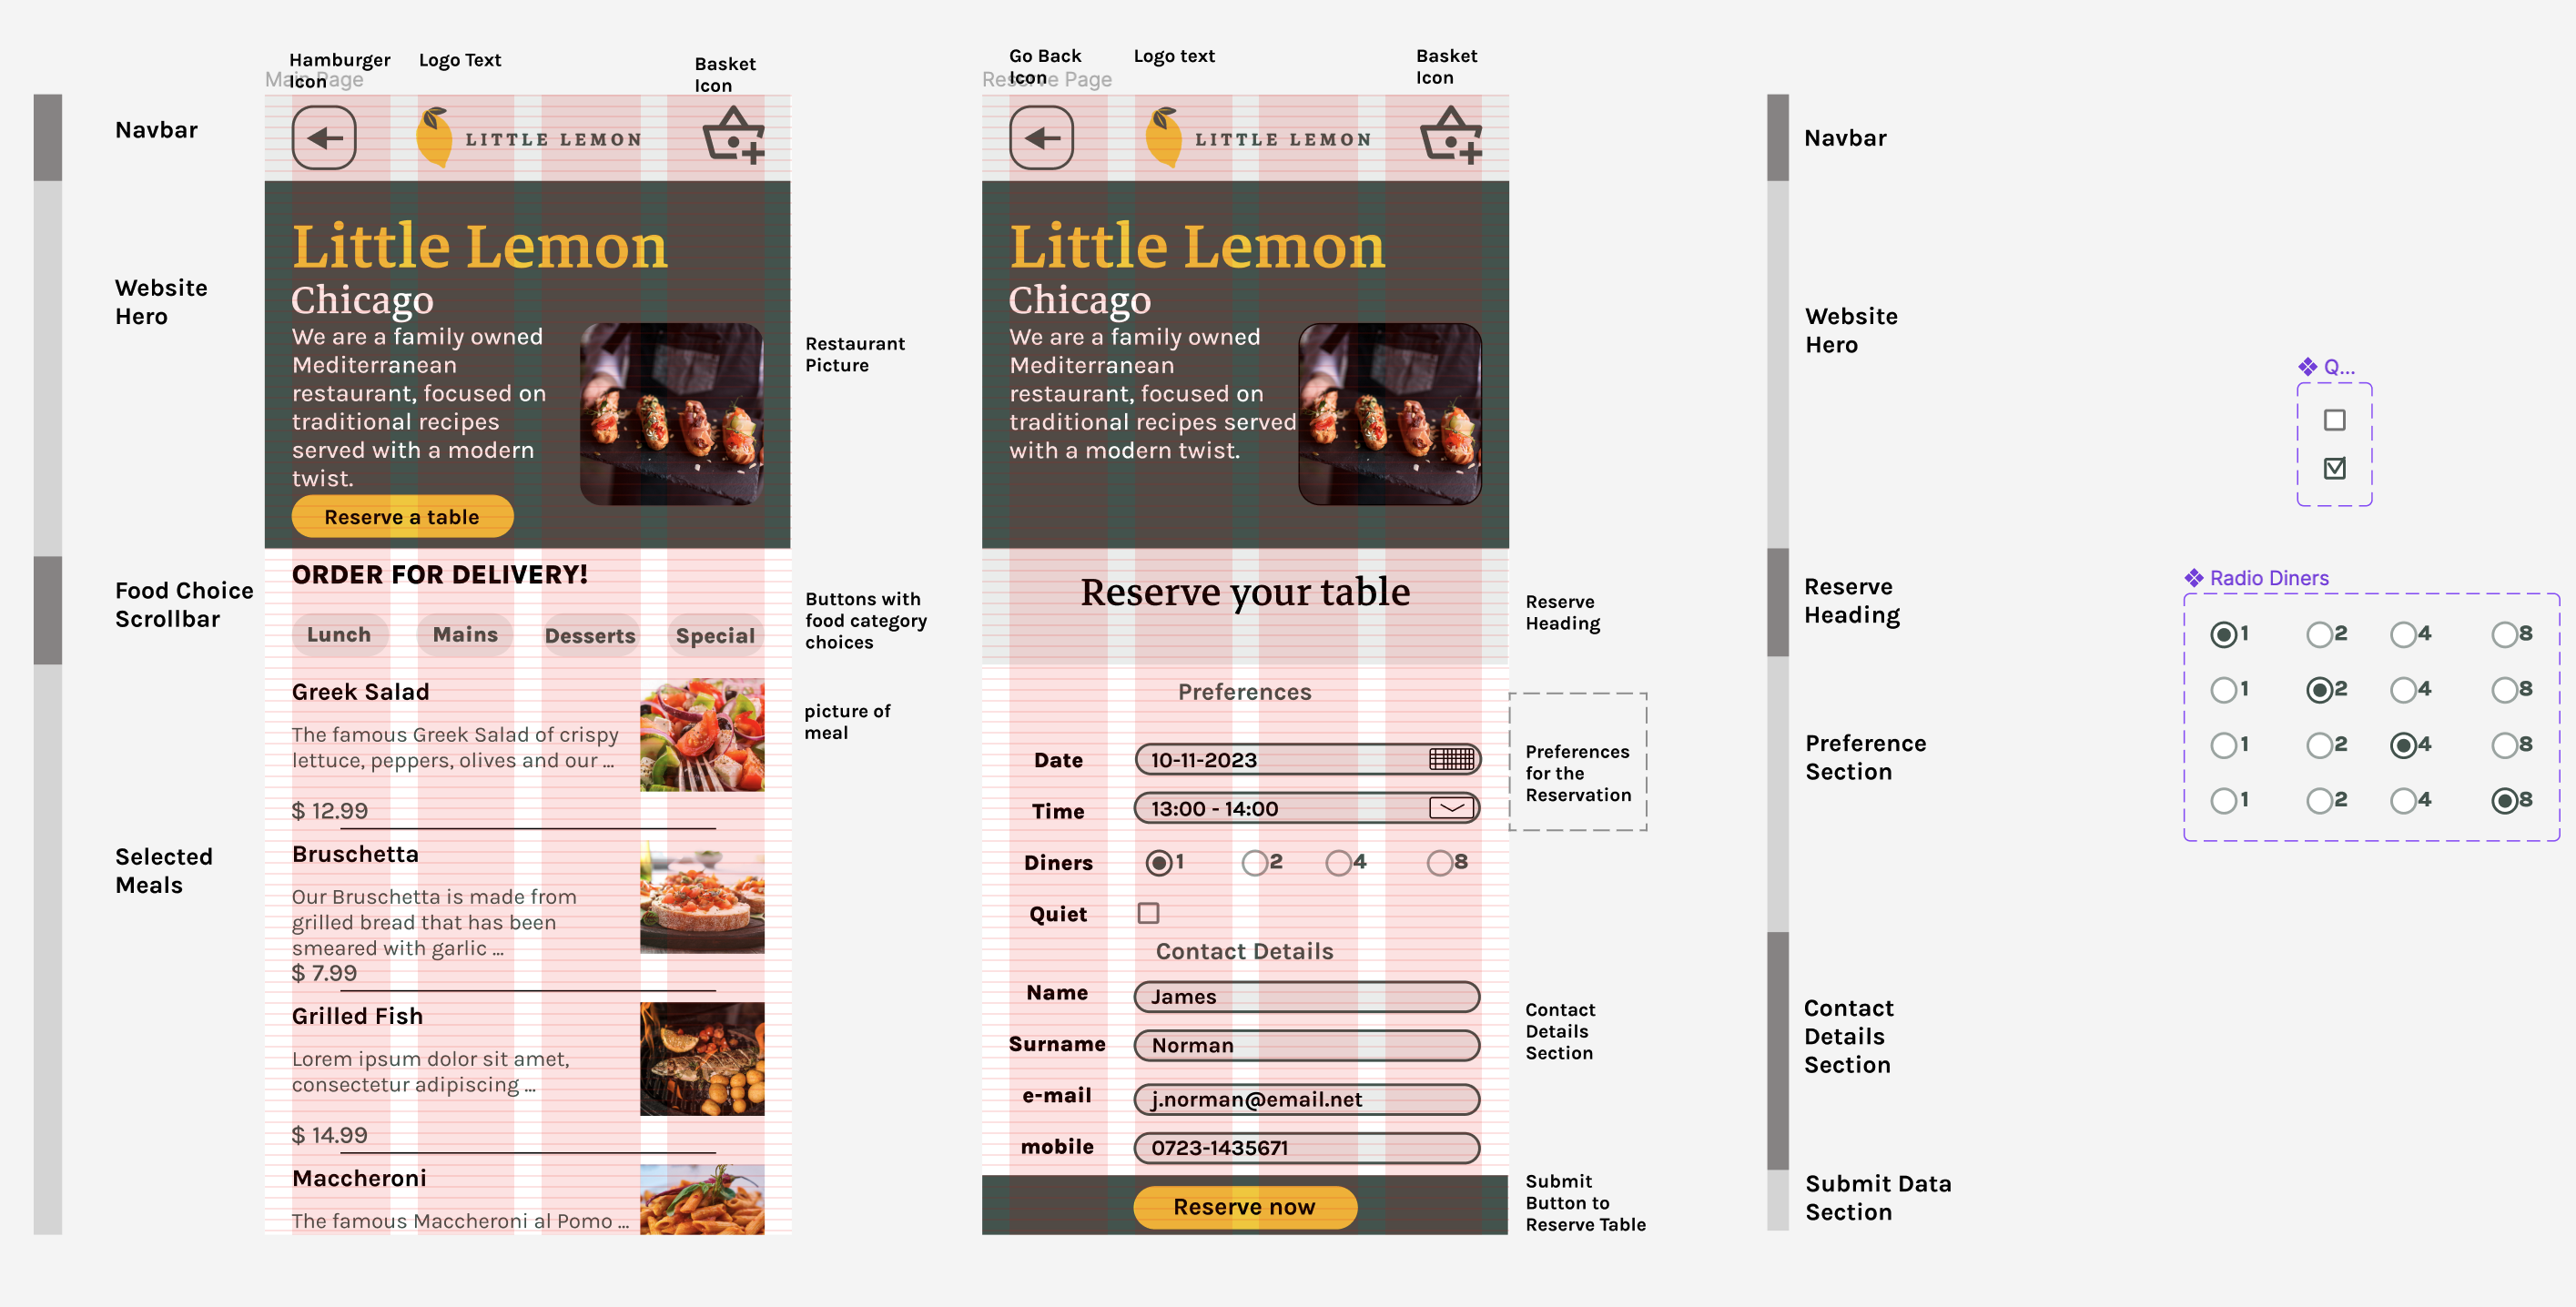 Hamburger
Icon
Logo Text
Basket
Icon
Main Page
Navbar
Website
Hero
Food Choice
Scrollbar
Selected
Meals
LITTLE LEMON
Little Lemon
Chicago
We are a family owned
Mediterranean
restaurant, focused on
traditional recipes
served with a modern
twist.
Reserve a table
ORDER FOR DELIVERY!
Lunch
Mains
Desserts
Special
Greek Salad
The famous Greek Salad of crispy
lettuce, peppers, olives and our ...
$ 12.99
Bruschetta
Our Bruschetta is made from
grilled bread that has been
smeared with garlic ...
$ 7.99
Grilled Fish
Lorem ipsum dolor sit amet,
consectetur adipiscing ...
$ 14.99
Maccheroni
The famous Maccheroni al Pomo ...
Restaurant
Picture
Buttons with
food category
choices
picture of
meal
Go Back
Icon
Logo text
Basket
Icon
Reserve Page
LITTLE LEMON
Little Lemon
Chicago
We are a family owned
Mediterranean
restaurant, focused on
traditional recipes served
with a modern twist.
Reserve your table
Preferences
Date
10-11-2023
Time
13:00 - 14:00
Diners
1
2
4
8
Quiet
Contact Details
Name
James
Surname
Norman
e-mail
j.norman@email.net
mobile
0723-1435671
Reserve now
Reserve
Heading
Preferences
for the
Reservation
Contact
Details
Section
Submit
Button to
Reserve Table
Navbar
Website
Hero
Reserve
Heading
Preference
Section
Contact
Details
Section
Submit Data
Section
Q...
Radio Diners
1 2 4 8
1 2 4 8
1 2 4 8
1 2 4 8